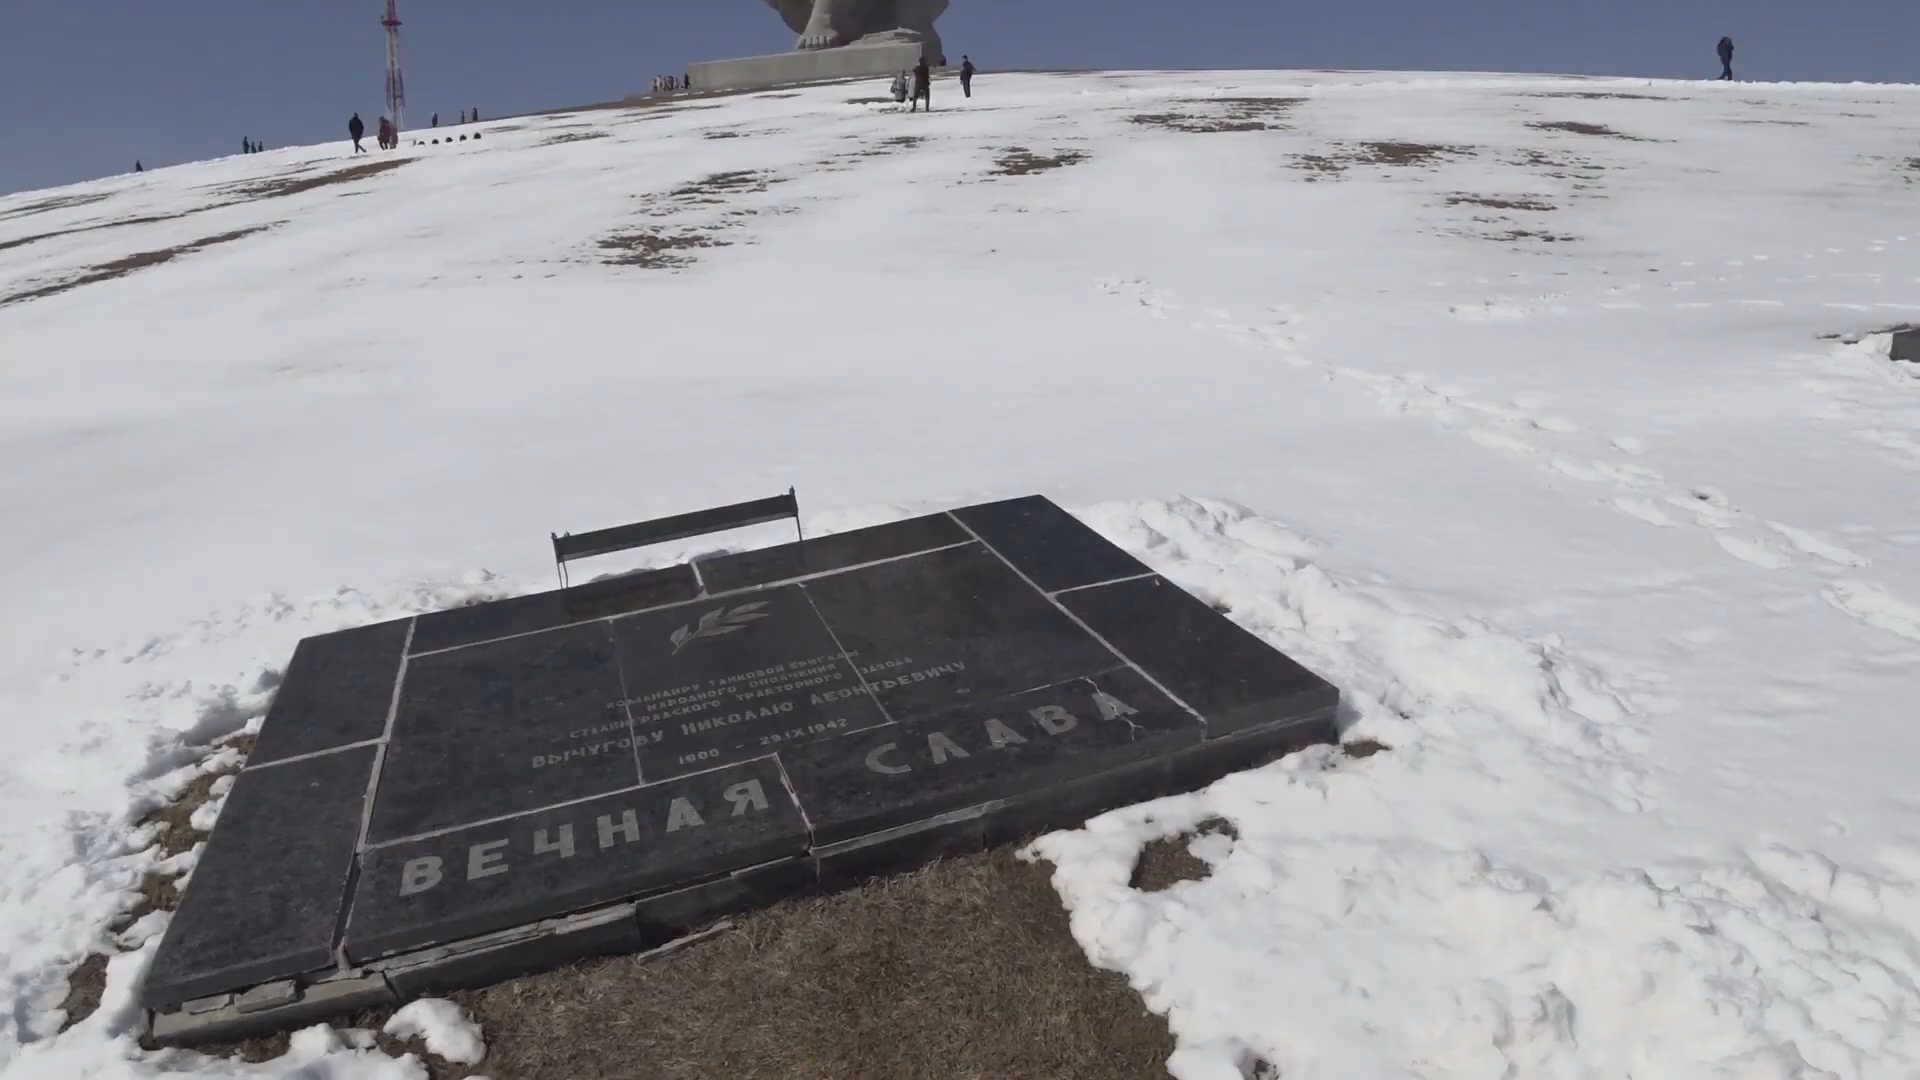 КОМАНДИРУ ТАНКОВОЙ БРИГАДЫ
НАРОДНОГО ОПОЛЧЕНИЯ
СТАЛИНГРАДСКОГО ТРАКТОРНОГО ЗАВОДА
ВЫЧУГОВУ НИКОЛАЮ ЛЕОНТЬЕВИЧУ
1900 – 29.IX.1942
ВЕЧНАЯ СЛАВА